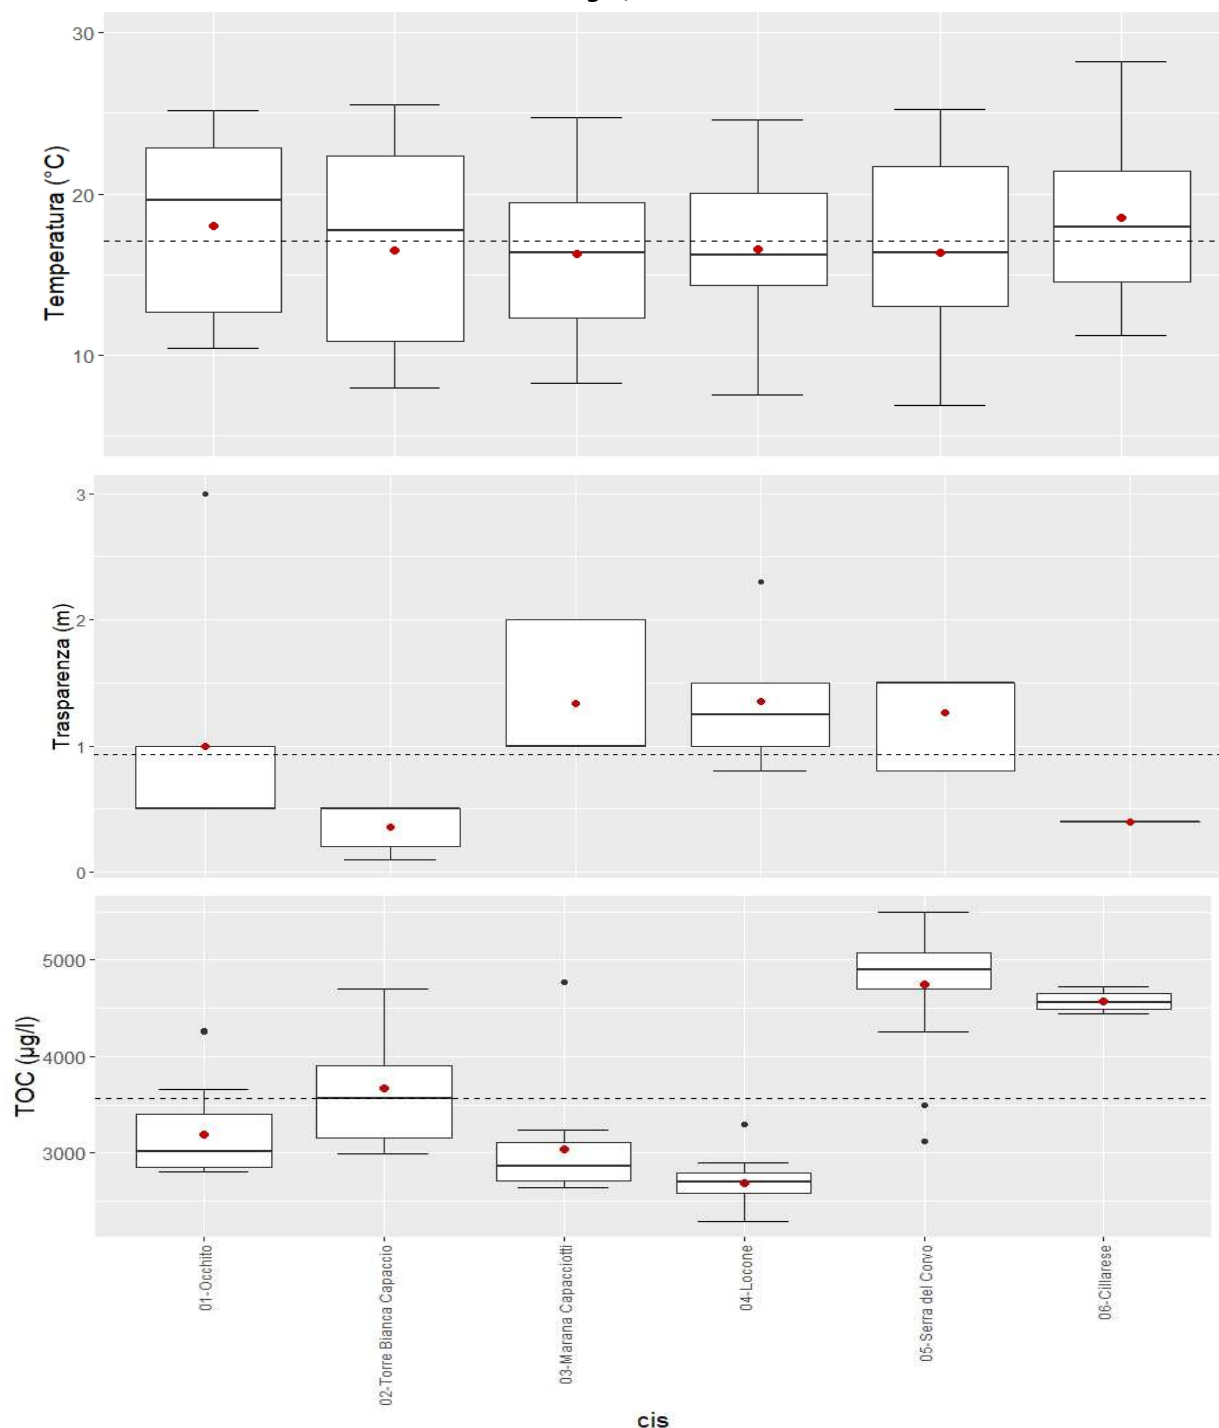 30
20
10
Temperatura (°C)
3
2
1
0
Trasparenza (m)
5000
4000
3000
TOC (µg/l)
01-Occhito
02-Torre Bianca Capaccio
03-Marana Capacciotti
04-Locone
05-Serra del Corvo
06-Cillarese
cis